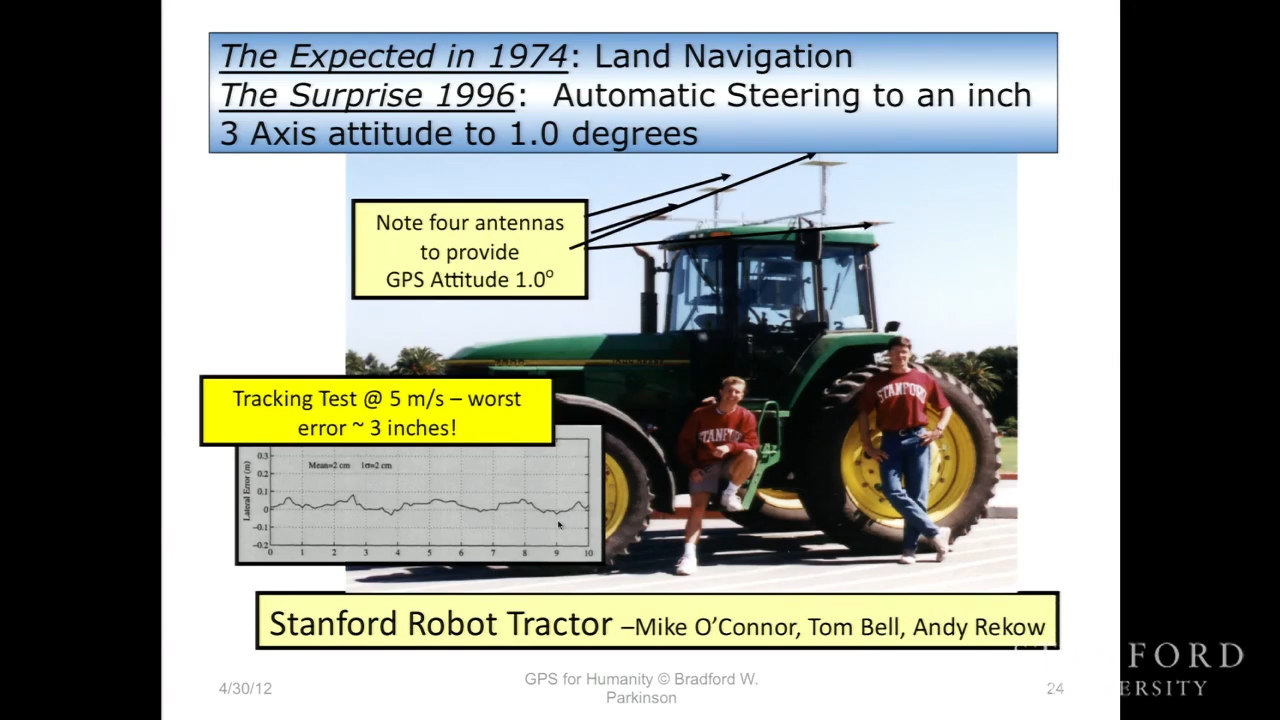 The Expected in 1974: Land Navigation
The Surprise 1996: Automatic Steering to an inch
3 Axis attitude to 1.0 degrees
Note four antennas
to provide
GPS Attitude 1.0°
Tracking Test @ 5 m/s – worst
error ~ 3 inches!
Lateral Error (m)
0.3
0.2
0.1
0
-0.1
-0.2
Mean=2 cm 1σ=2 cm
0 1 2 3 4 5 6 7 8 9 10
STANFORD
STANFORD
Stanford Robot Tractor –Mike O’Connor, Tom Bell, Andy Rekow
4/30/12
GPS for Humanity © Bradford W.
Parkinson
24
FORD
ERSITY